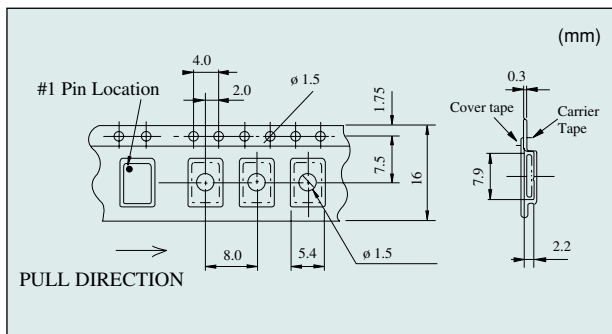 (mm)
4.0
2.0
ø 1.5
1.75
0.3
#1 Pin Location
Cover tape
Carrier
Tape
7.5
16
7.9
ø 1.5
8.0
5.4
2.2
PULL DIRECTION